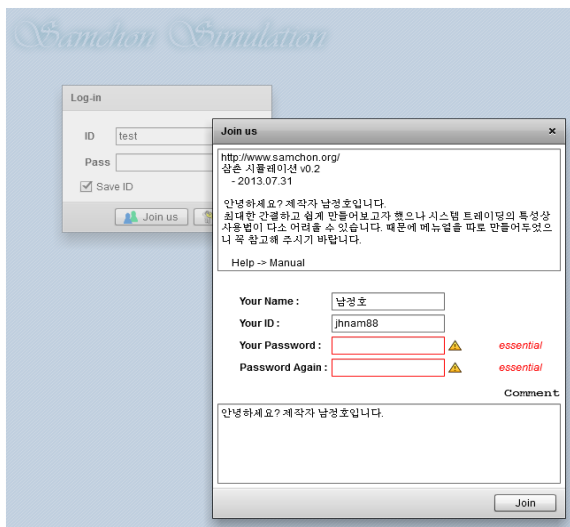 Samchon Simulation
Log-in
ID test
Pass
Save ID
Join us
Join us ×
http://www.samchon.org/
삼촌 시뮬레이션 v0.2
- 2013.07.31
안녕하세요? 제작자 남정호입니다.
최대한 간결하고 쉽게 만들어보고자 했으나 시스템 트레이딩의 특성상
사용법이 다소 어려울 수 있습니다. 때문에 메뉴얼을 따로 만들어두었으
니 꼭 참고해 주시기 바랍니다.
Help -> Manual
Your Name : 남정호
Your ID : jhnam88
Your Password : essential
Password Again : essential
Comment
안녕하세요? 제작자 남정호입니다.
Join